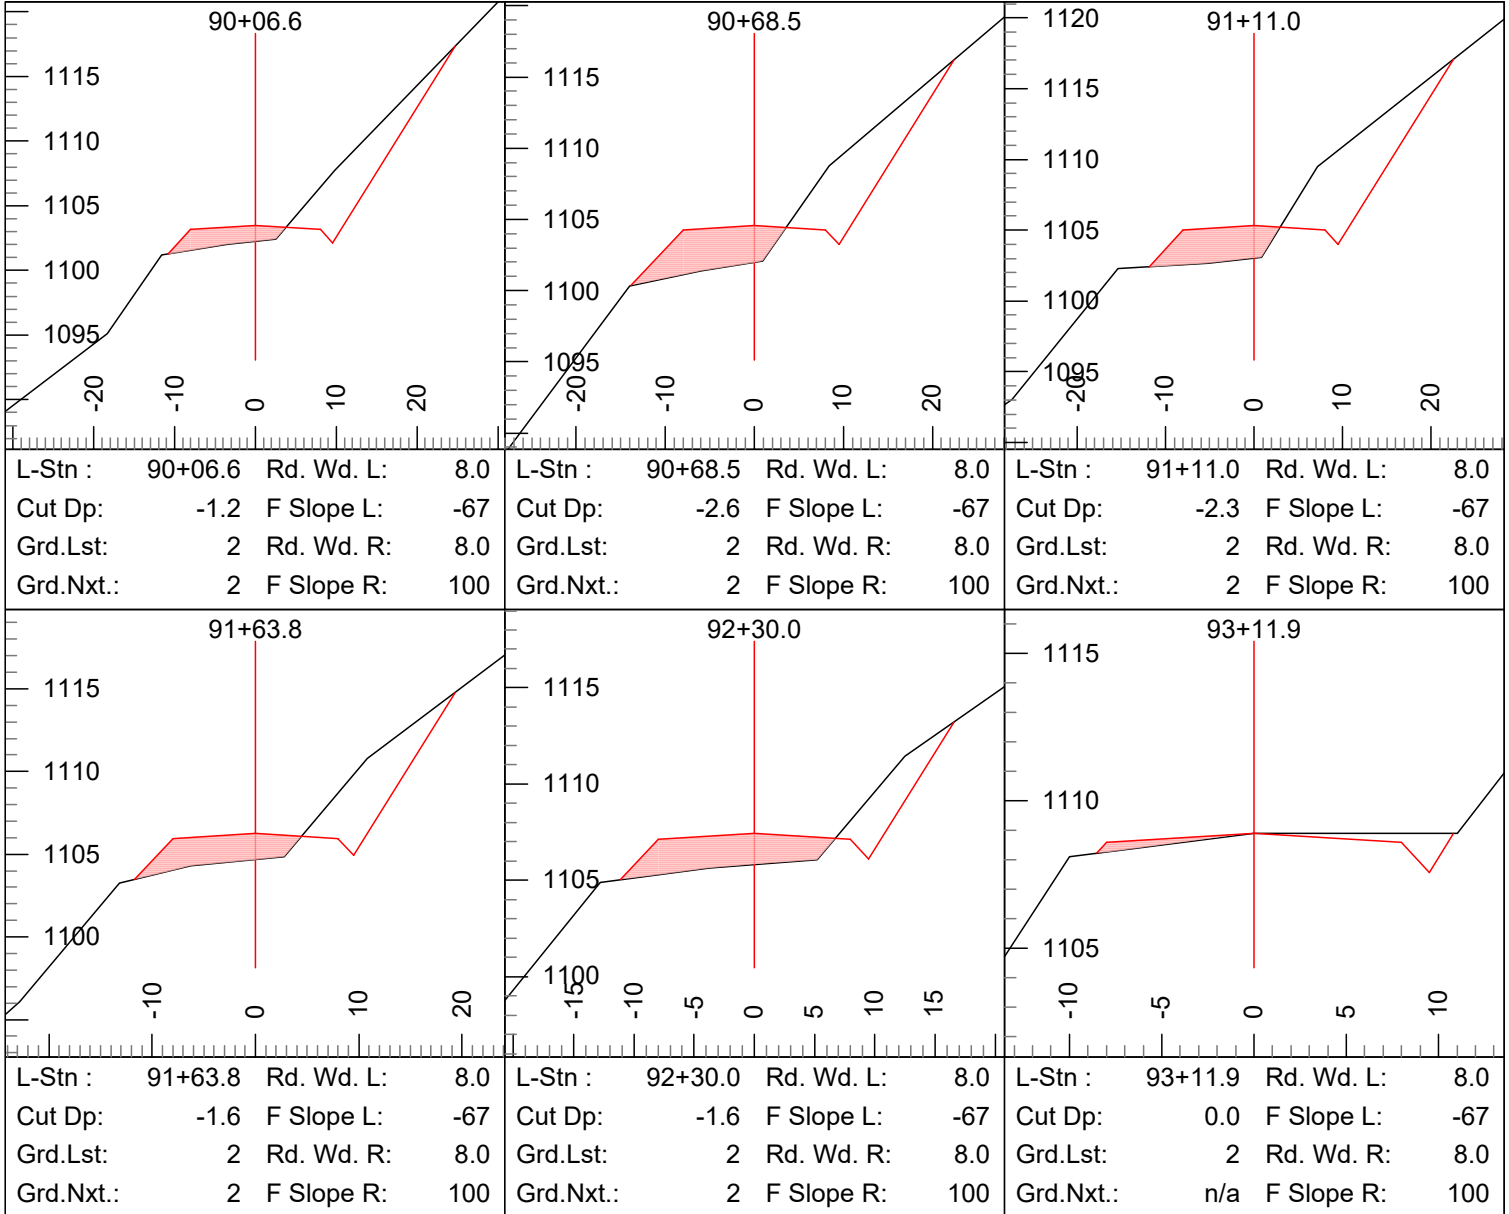 90+06.6
1115
1110
1105
1100
1095
-20 -10 0 10 20
L-Stn : 90+06.6 Rd. Wd. L: 8.0
Cut Dp: -1.2 F Slope L: -67
Grd.Lst: 2 Rd. Wd. R: 8.0
Grd.Nxt.: 2 F Slope R: 100
90+68.5
1115
1110
1105
1100
1095
-20 -10 0 10 20
L-Stn : 90+68.5 Rd. Wd. L: 8.0
Cut Dp: -2.6 F Slope L: -67
Grd.Lst: 2 Rd. Wd. R: 8.0
Grd.Nxt.: 2 F Slope R: 100
91+11.0
1120
1115
1110
1105
1100
1095
-20 -10 0 10 20
L-Stn : 91+11.0 Rd. Wd. L: 8.0
Cut Dp: -2.3 F Slope L: -67
Grd.Lst: 2 Rd. Wd. R: 8.0
Grd.Nxt.: 2 F Slope R: 100
91+63.8
1115
1110
1105
1100
-10 0 10 20
L-Stn : 91+63.8 Rd. Wd. L: 8.0
Cut Dp: -1.6 F Slope L: -67
Grd.Lst: 2 Rd. Wd. R: 8.0
Grd.Nxt.: 2 F Slope R: 100
92+30.0
1115
1110
1105
1100
-15 -10 -5 0 5 10 15
L-Stn : 92+30.0 Rd. Wd. L: 8.0
Cut Dp: -1.6 F Slope L: -67
Grd.Lst: 2 Rd. Wd. R: 8.0
Grd.Nxt.: 2 F Slope R: 100
93+11.9
1115
1110
1105
-10 -5 0 5 10
L-Stn : 93+11.9 Rd. Wd. L: 8.0
Cut Dp: 0.0 F Slope L: -67
Grd.Lst: 2 Rd. Wd. R: 8.0
Grd.Nxt.: n/a F Slope R: 100